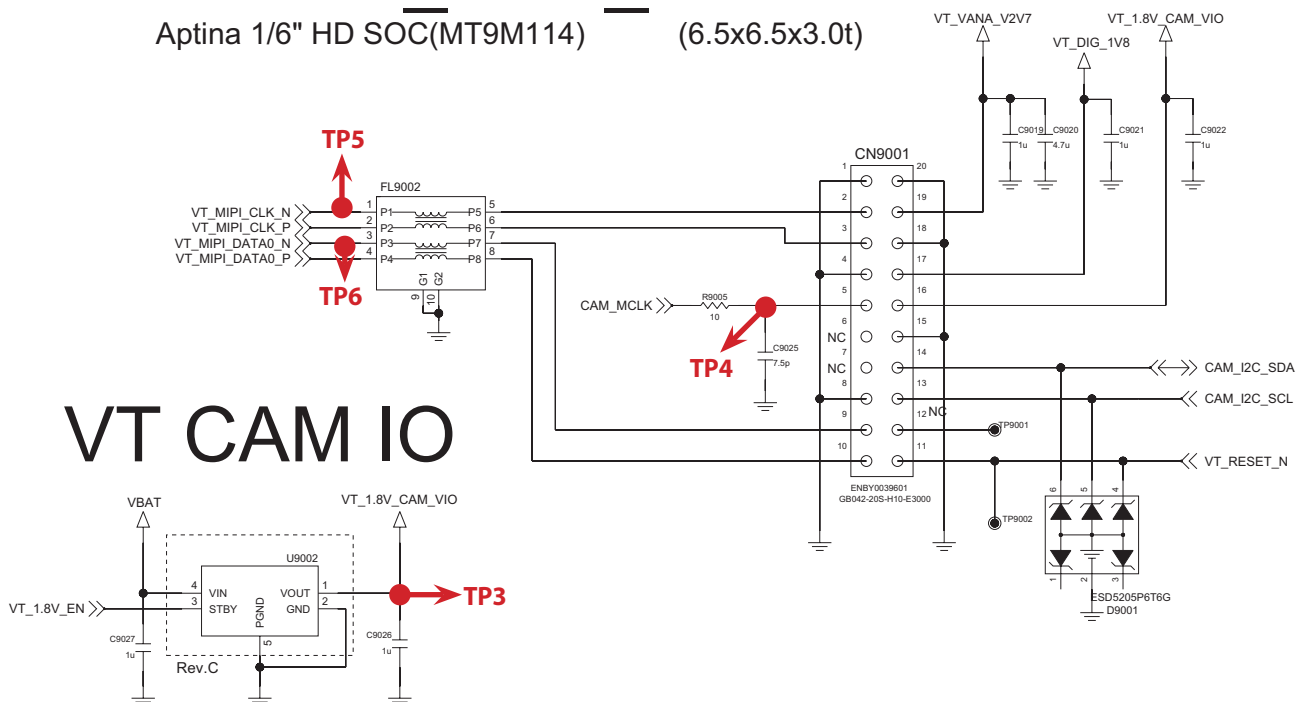 Aptina 1/6" HD SOC(MT9M114) (6.5x6.5x3.0t)
VT_VANA_V2V7
VT_DIG_1V8
VT_1.8V_CAM_VIO
C9019
1u
C9020
4.7u
C9021
1u
C9022
1u
TP5
FL9002
VT_MIPI_CLK_N
VT_MIPI_CLK_P
VT_MIPI_DATA0_N
VT_MIPI_DATA0_P
1 P1 P5 5
2 P2 P6 6
3 P3 P7 7
4 P4 P8 8
G1 G2
9 10
TP6
CN9001
1 20
2 19
3 18
4 17
5 16
6 15
NC
7 14
NC
8 13
9 12 NC
10 11
ENBY0039601
GB042-20S-H10-E3000
CAM_MCLK
R9005
10
C9025
7.5p
TP4
CAM_I2C_SDA
CAM_I2C_SCL
TP9001
VT_RESET_N
TP9002
6 5 4
1 2 3
ESD5205P6T6G
D9001
VT CAM IO
VBAT
VT_1.8V_CAM_VIO
U9002
4 VIN VOUT 1
3 STBY GND 2
PGND
5
VT_1.8V_EN
TP3
C9027
1u
C9026
1u
Rev.C